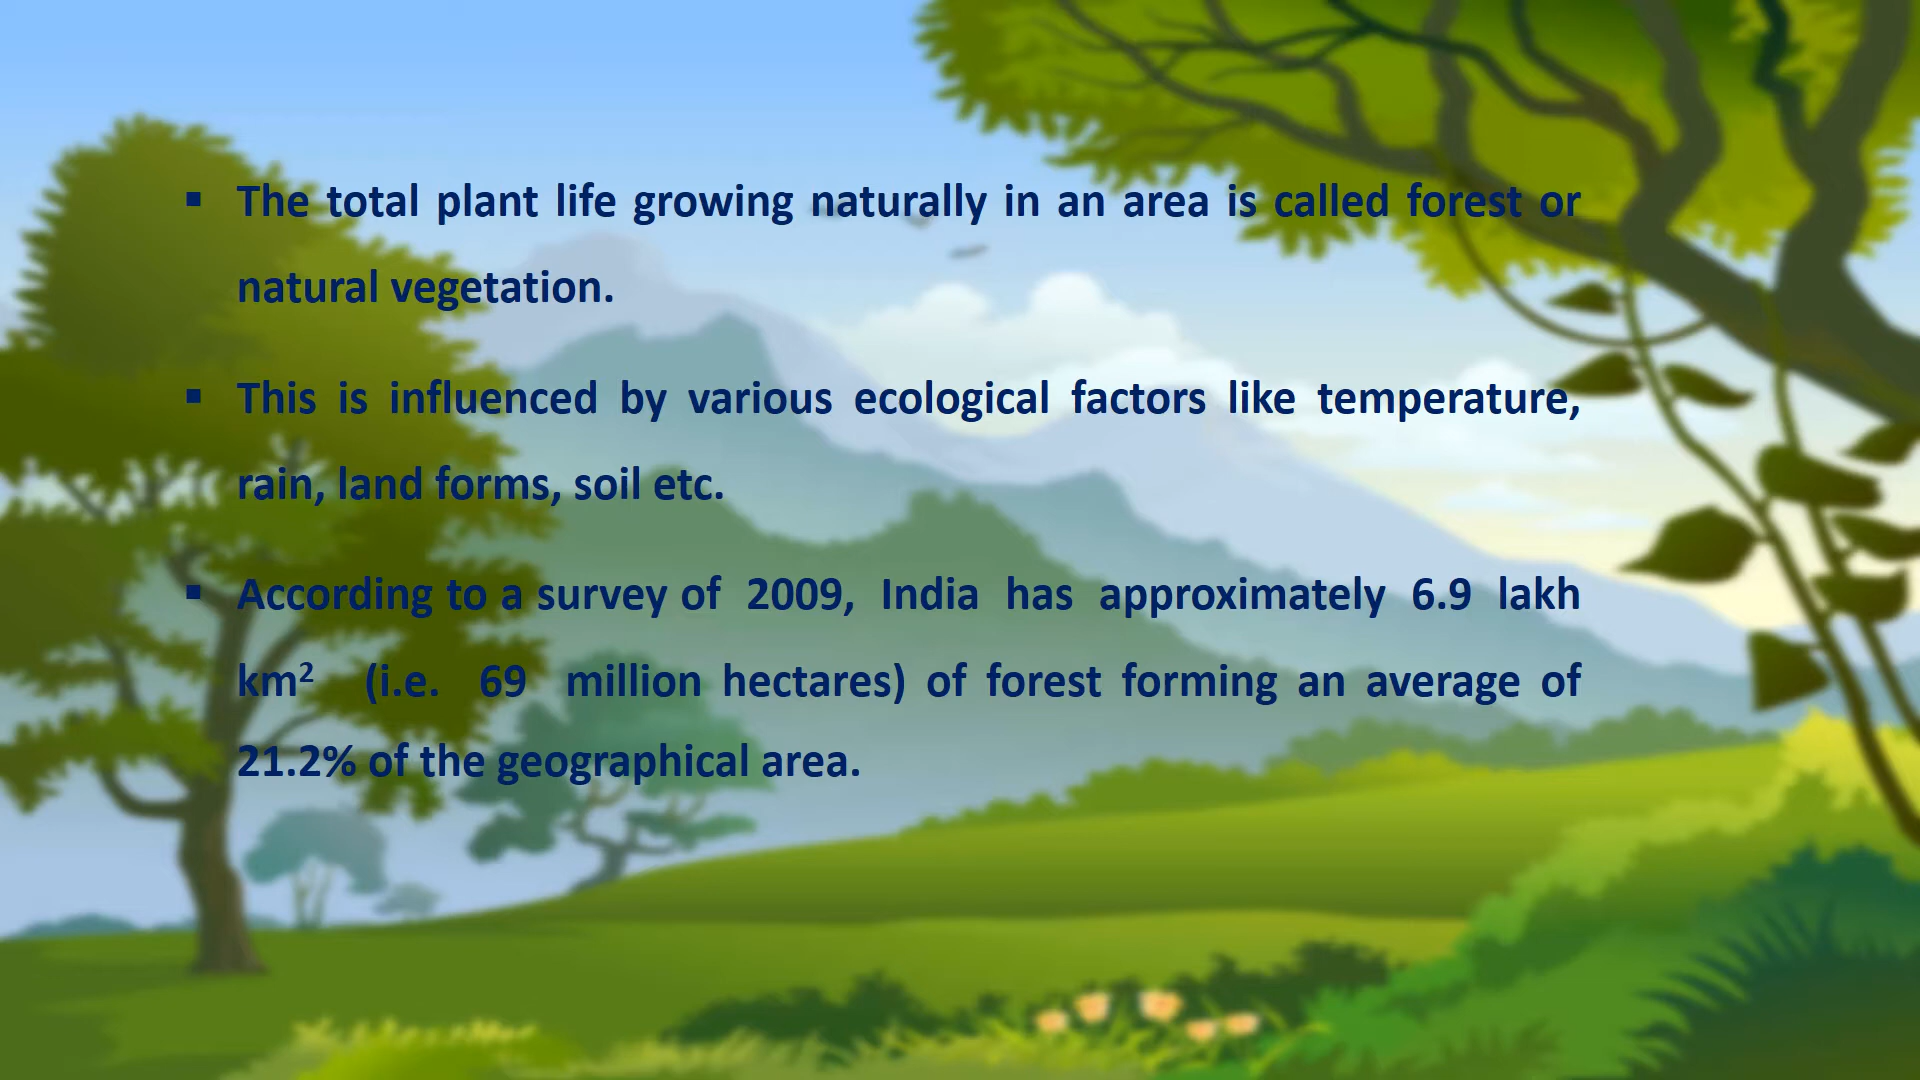 ▪ The total plant life growing naturally in an area is called forest or
natural vegetation.
▪ This is influenced by various ecological factors like temperature,
rain, land forms, soil etc.
▪ According to a survey of 2009, India has approximately 6.9 lakh
km² (i.e. 69 million hectares) of forest forming an average of
21.2% of the geographical area.